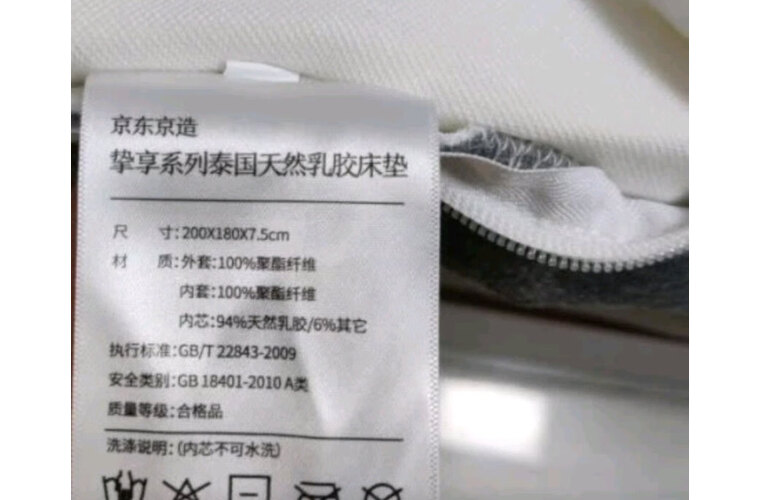 京东京造
挚享系列泰国天然乳胶床垫
尺 寸:200X180X7.5cm
材 质:外套:100%聚酯纤维
内套:100%聚酯纤维
内芯:94%天然乳胶/6%其它
执行标准:GB/T 22843-2009
安全类别:GB 18401-2010 A类
质量等级:合格品
洗涤说明:(内芯不可水洗)